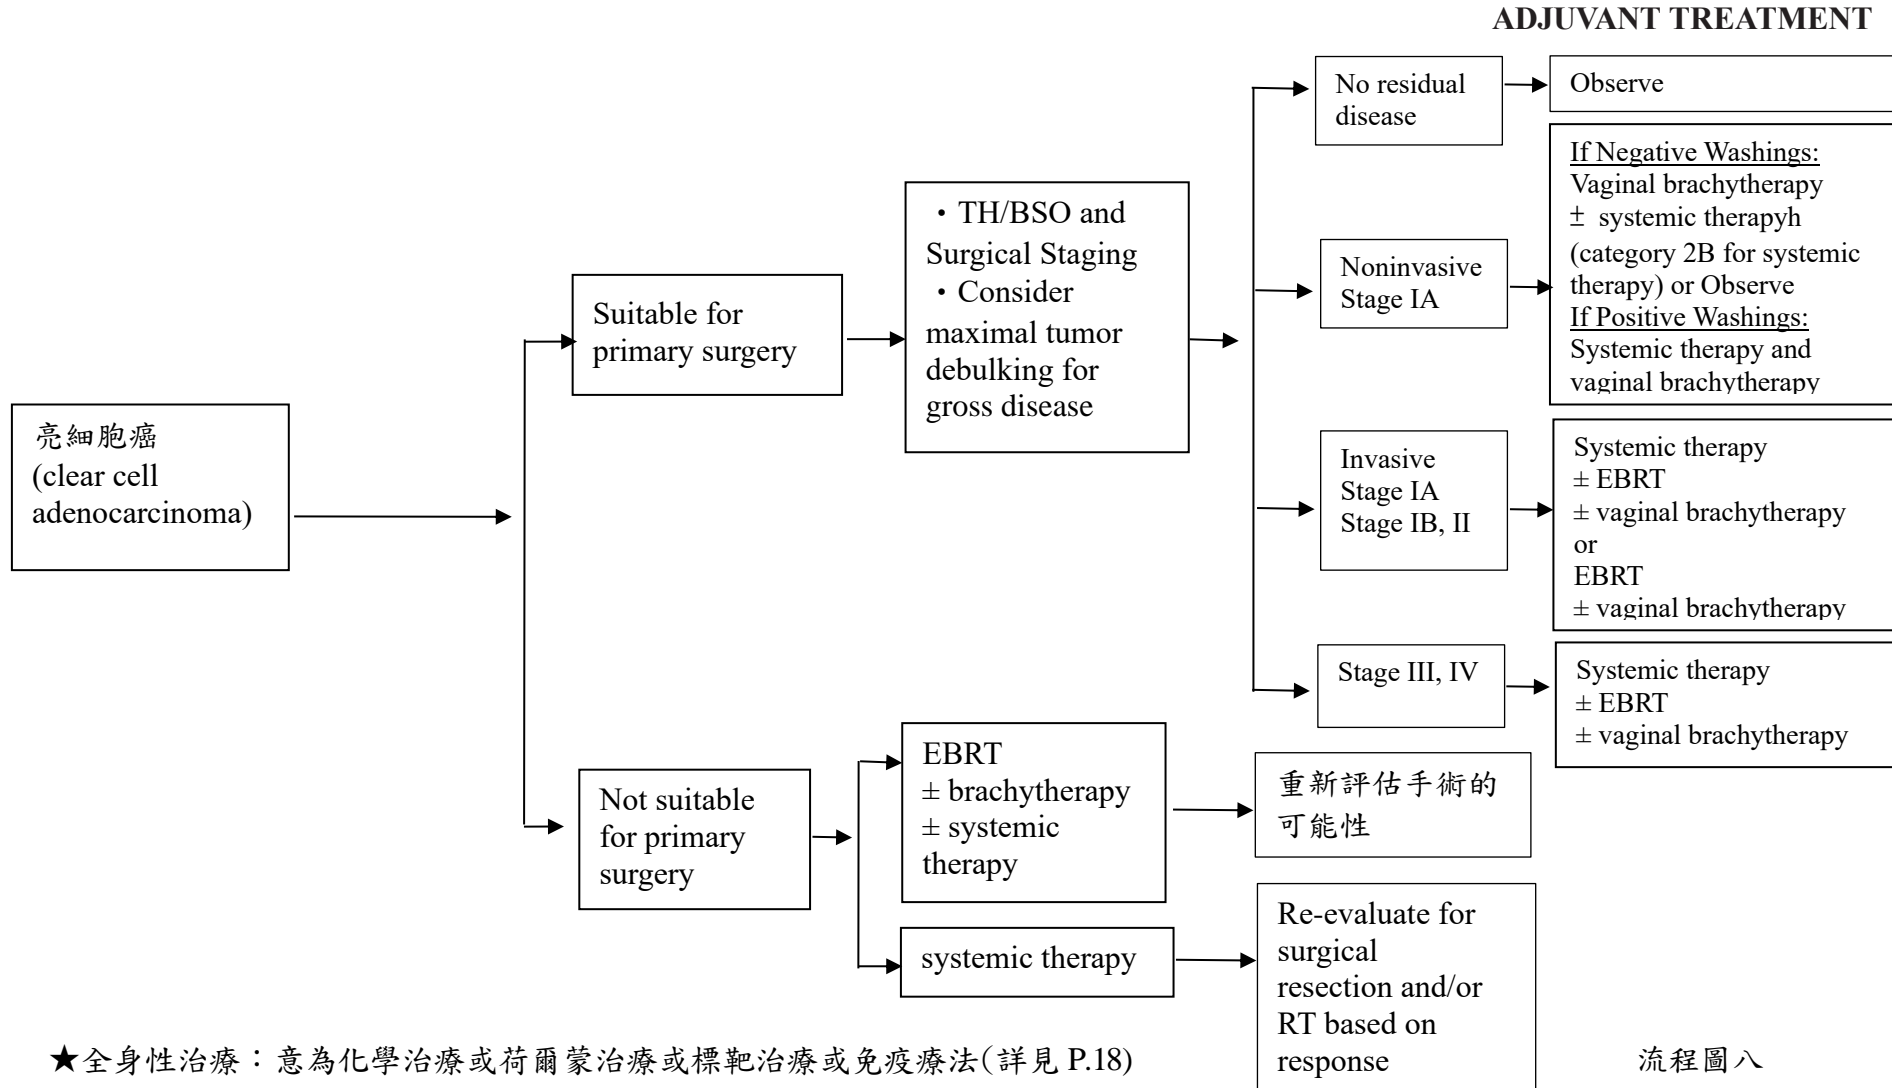 ADJUVANT TREATMENT
亮細胞癌
(clear cell
adenocarcinoma)
Suitable for
primary surgery
・TH/BSO and
Surgical Staging
・Consider
maximal tumor
debulking for
gross disease
No residual
disease
Observe
Noninvasive
Stage IA
If Negative Washings:
Vaginal brachytherapy
± systemic therapyh
(category 2B for systemic
therapy) or Observe
If Positive Washings:
Systemic therapy and
vaginal brachytherapy
Invasive
Stage IA
Stage IB, II
Systemic therapy
± EBRT
± vaginal brachytherapy
or
EBRT
± vaginal brachytherapy
Stage III, IV
Systemic therapy
± EBRT
± vaginal brachytherapy
Not suitable
for primary
surgery
EBRT
± brachytherapy
± systemic
therapy
重新評估手術的
可能性
systemic therapy
Re-evaluate for
surgical
resection and/or
RT based on
response
★全身性治療：意為化學治療或荷爾蒙治療或標靶治療或免疫療法(詳見 P.18)
流程圖八